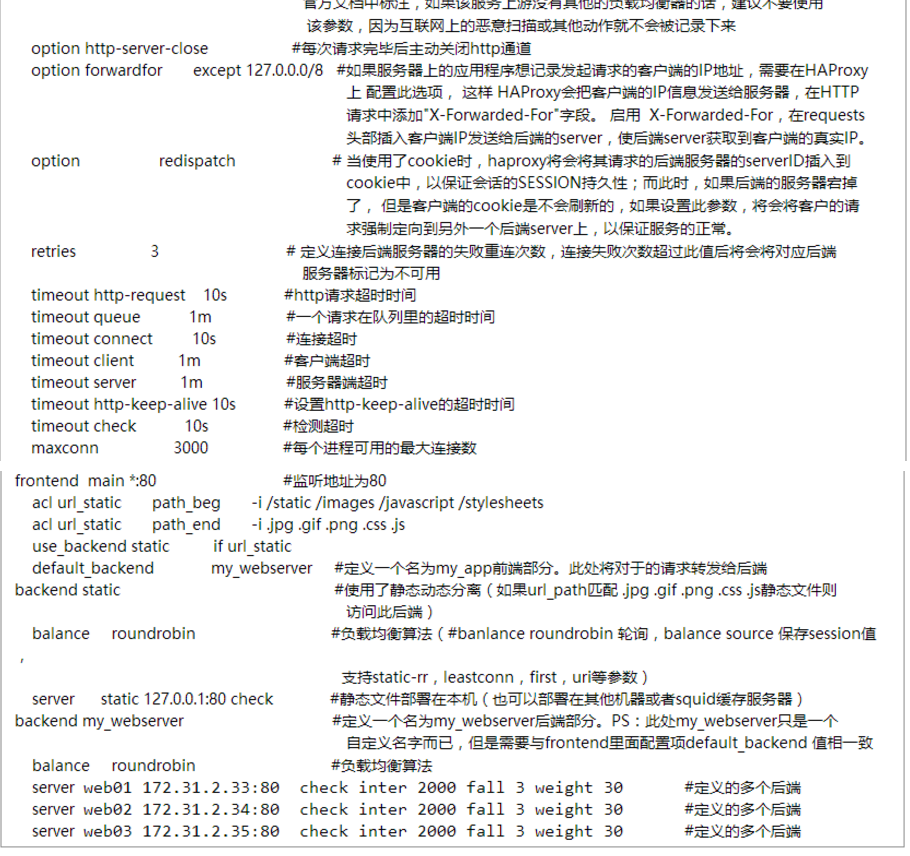 官方文档中标注，如果该服务上游没有其他的负载均衡器的话，建议不要使用
该参数，因为互联网上的恶意扫描或其他动作就不会被记录下来
option http-server-close #每次请求完毕后主动关闭http通道
option forwardfor except 127.0.0.0/8 #如果服务器上的应用程序想记录发起请求的客户端的IP地址，需要在HAProxy
上 配置此选项， 这样 HAProxy会把客户端的IP信息发送给服务器，在HTTP
请求中添加"X-Forwarded-For"字段。 启用 X-Forwarded-For，在requests
头部插入客户端IP发送给后端的server，使后端server获取到客户端的真实IP。
option redispatch # 当使用了cookie时，haproxy将会将其请求的后端服务器的serverID插入到
cookie中，以保证会话的SESSION持久性；而此时，如果后端的服务器宕掉
了， 但是客户端的cookie是不会刷新的，如果设置此参数，将会将客户的请
求强制定向到另外一个后端server上，以保证服务的正常。
retries 3 # 定义连接后端服务器的失败重连次数，连接失败次数超过此值后将会将对应后端
服务器标记为不可用
timeout http-request 10s #http请求超时时间
timeout queue 1m #一个请求在队列里的超时时间
timeout connect 10s #连接超时
timeout client 1m #客户端超时
timeout server 1m #服务器端超时
timeout http-keep-alive 10s #设置http-keep-alive的超时时间
timeout check 10s #检测超时
maxconn 3000 #每个进程可用的最大连接数
frontend main *:80 #监听地址为80
acl url_static path_beg -i /static /images /javascript /stylesheets
acl url_static path_end -i .jpg .gif .png .css .js
use_backend static if url_static
default_backend my_webserver #定义一个名为my_app前端部分。此处将对于的请求转发给后端
backend static #使用了静态动态分离（如果url_path匹配 .jpg .gif .png .css .js静态文件则
访问此后端）
balance roundrobin #负载均衡算法（#banlance roundrobin 轮询，balance source 保存session值
，
支持static-rr，leastconn，first，uri等参数）
server static 127.0.0.1:80 check #静态文件部署在本机（也可以部署在其他机器或者squid缓存服务器）
backend my_webserver #定义一个名为my_webserver后端部分。PS：此处my_webserver只是一个
自定义名字而已，但是需要与frontend里面配置项default_backend 值相一致
balance roundrobin #负载均衡算法
server web01 172.31.2.33:80 check inter 2000 fall 3 weight 30 #定义的多个后端
server web02 172.31.2.34:80 check inter 2000 fall 3 weight 30 #定义的多个后端
server web03 172.31.2.35:80 check inter 2000 fall 3 weight 30 #定义的多个后端